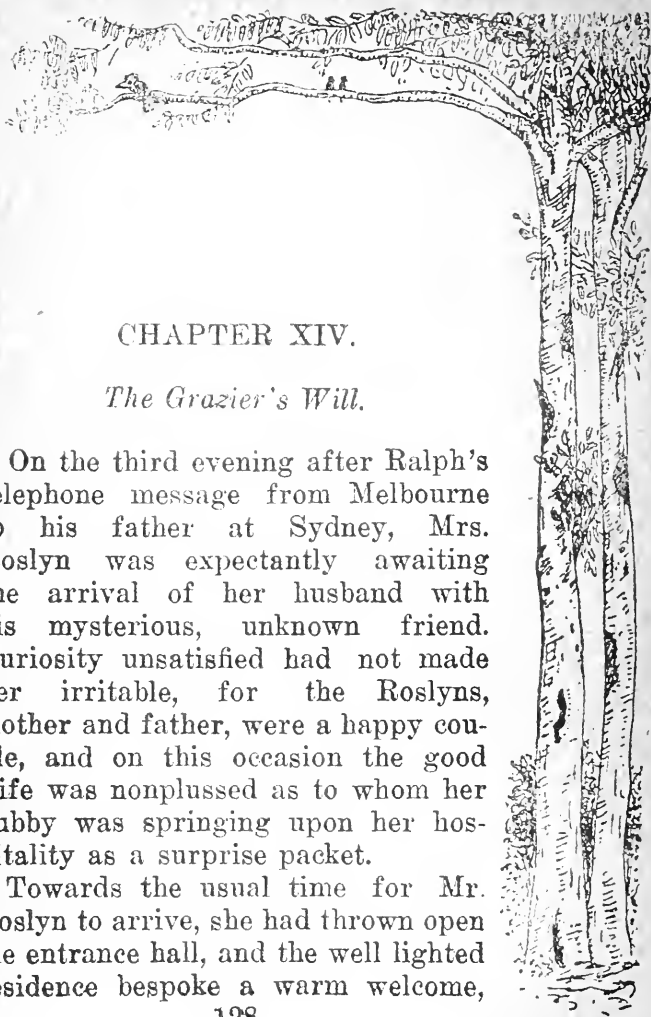 CHAPTER XIV.
The Grazier's Will.
On the third evening after Ralph's
elephone message from Melbourne
o his father at Sydney, Mrs.
oslyn was expectantly awaiting
he arrival of her husband with
is mysterious, unknown friend.
uriosity unsatisfied had not made
er irritable, for the Roslyns,
other and father, were a happy cou-
le, and on this occasion the good
ife was nonplussed as to whom her
ubby was springing upon her hos-
itality as a surprise packet.
Towards the usual time for Mr.
oslyn to arrive, she had thrown open
e entrance hall, and the well lighted
esidence bespoke a warm welcome,
128